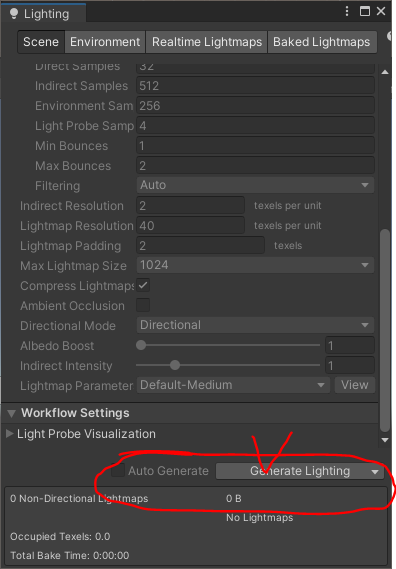 Lighting
Scene Environment Realtime Lightmaps Baked Lightmaps
Direct Samples 32
Indirect Samples 512
Environment Sam 256
Light Probe Samp 4
Min Bounces 1
Max Bounces 2
Filtering Auto
Indirect Resolution 2 texels per unit
Lightmap Resolution 40 texels per unit
Lightmap Padding 2 texels
Max Lightmap Size 1024
Compress Lightmaps
Ambient Occlusion
Directional Mode Directional
Albedo Boost 1
Indirect Intensity 1
Lightmap Parameter Default-Medium View
Workflow Settings
Light Probe Visualization
Auto Generate Generate Lighting
0 Non-Directional Lightmaps 0 B
No Lightmaps
Occupied Texels: 0.0
Total Bake Time: 0:00:00